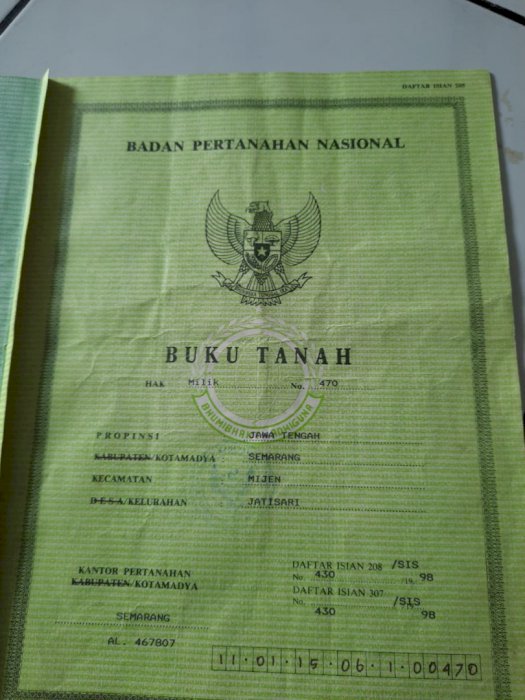 DAFTAR ISIAN 205
BADAN PERTANAHAN NASIONAL
BUKU TANAH
HAK Milik No. 470
BHUMIBHAKTI ADHIGUNA
PROPINSI JAWA TENGAH
KABUPATEN/KOTAMADYA SEMARANG
KECAMATAN MIJEN
DESA/KELURAHAN JATISARI
KANTOR PERTANAHAN
KABUPATEN/KOTAMADYA
SEMARANG
AL. 467807
DAFTAR ISIAN 208 /SIS
No. 430 /19. 98
DAFTAR ISIAN 307 /SIS
No. 430 98
11.01.15.06.1.00470